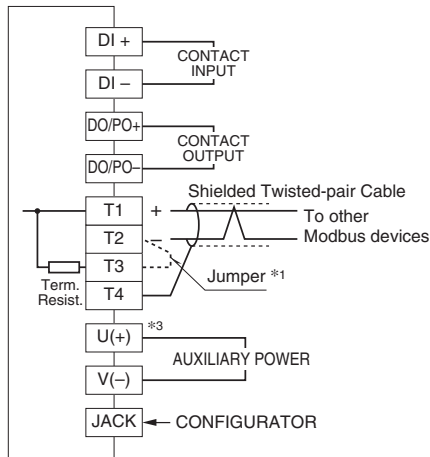 DI +
DI –
CONTACT
INPUT
DO/PO+
DO/PO–
CONTACT
OUTPUT
Shielded Twisted-pair Cable
T1 +
To other
T2 –
Modbus devices
T3
Term.
Resist.
Jumper *1
T4
U(+) *3
AUXILIARY POWER
V(–)
JACK CONFIGURATOR